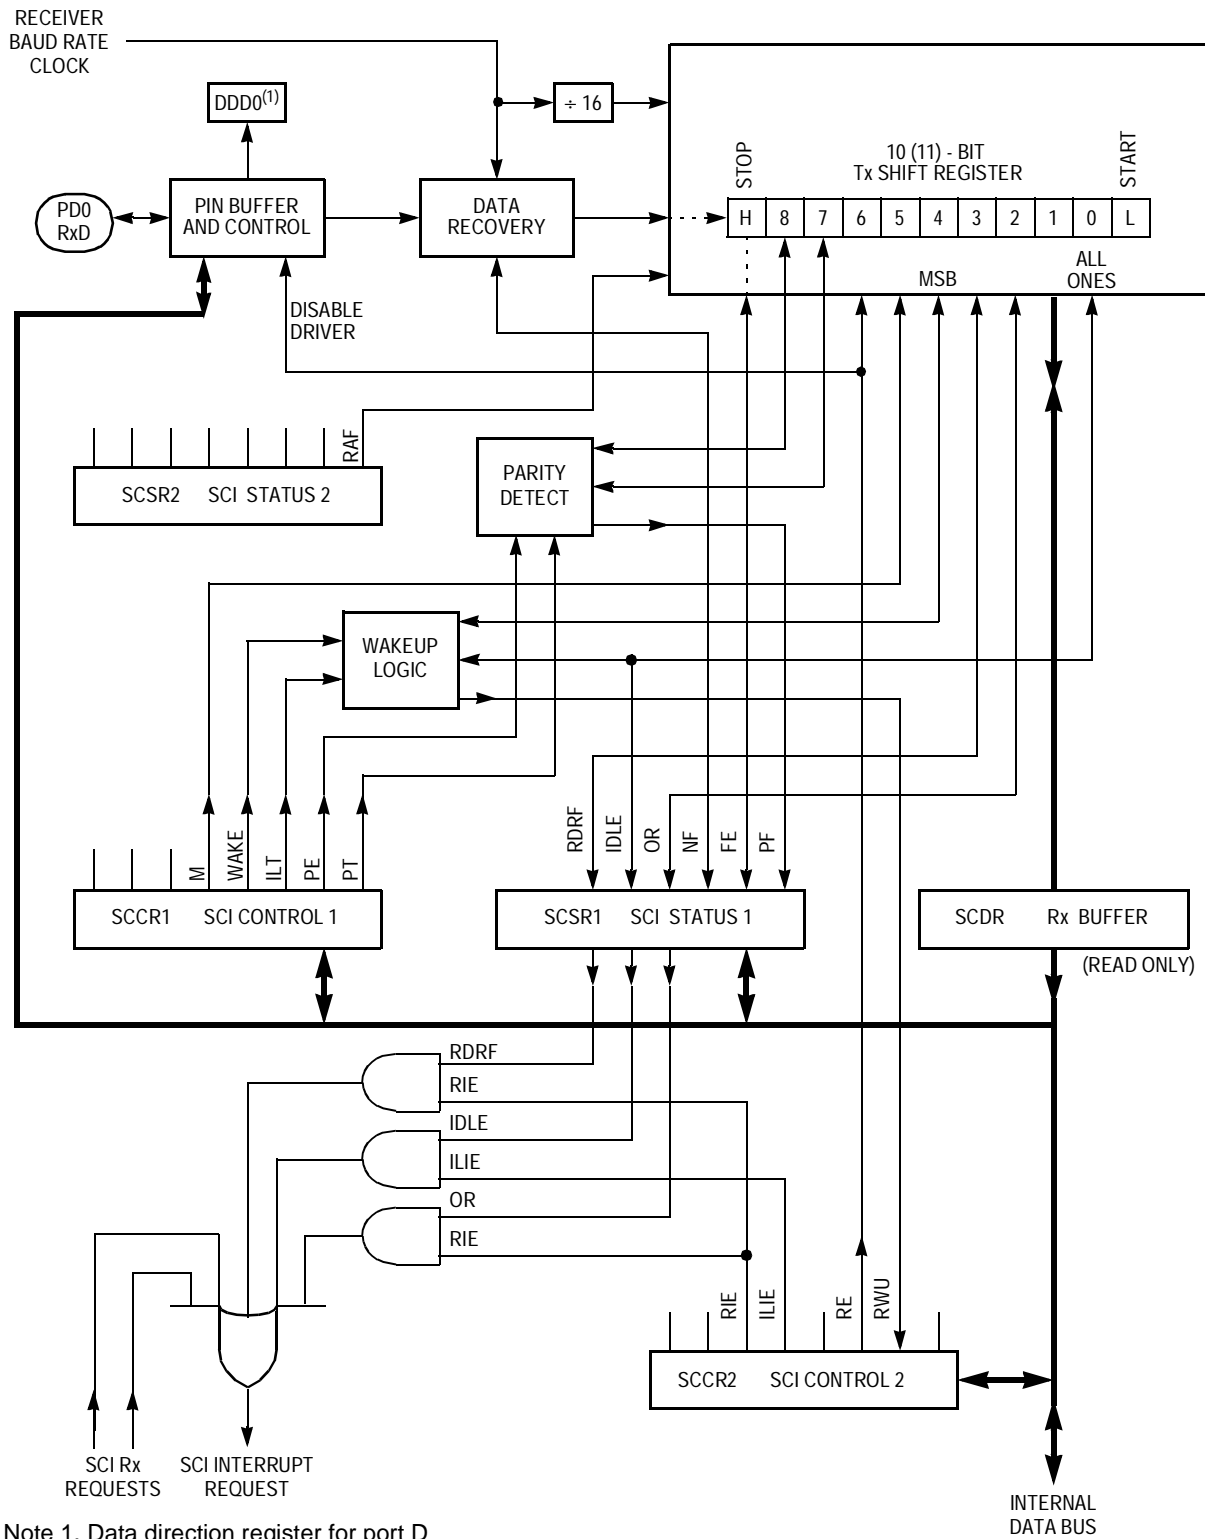 RECEIVER
BAUD RATE
CLOCK
DDD0(1)
÷ 16
STOP
10 (11) - BIT
Tx SHIFT REGISTER
START
PD0
RxD
PIN BUFFER
AND CONTROL
DATA
RECOVERY
H 8 7 6 5 4 3 2 1 0 L
MSB
ALL
ONES
DISABLE
DRIVER
RAF
SCSR2 SCI STATUS 2
PARITY
DETECT
WAKEUP
LOGIC
M
WAKE
ILT
PE
PT
RDRF
IDLE
OR
NF
FE
PF
SCCR1 SCI CONTROL 1
SCSR1 SCI STATUS 1
SCDR Rx BUFFER
(READ ONLY)
RDRF
RIE
IDLE
ILIE
OR
RIE
RIE
ILIE
RE
RWU
SCCR2 SCI CONTROL 2
SCI Rx
REQUESTS
SCI INTERRUPT
REQUEST
INTERNAL
DATA BUS
Note 1. Data direction register for port D